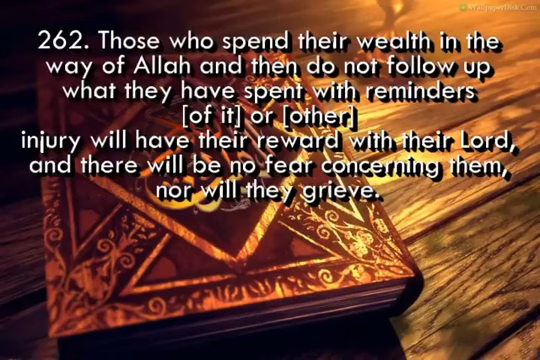 WallpaperDisk.Com
262. Those who spend their wealth in the
way of Allah and then do not follow up
what they have spent with reminders
[of it] or [other]
injury will have their reward with their Lord,
and there will be no fear concerning them,
nor will they grieve.